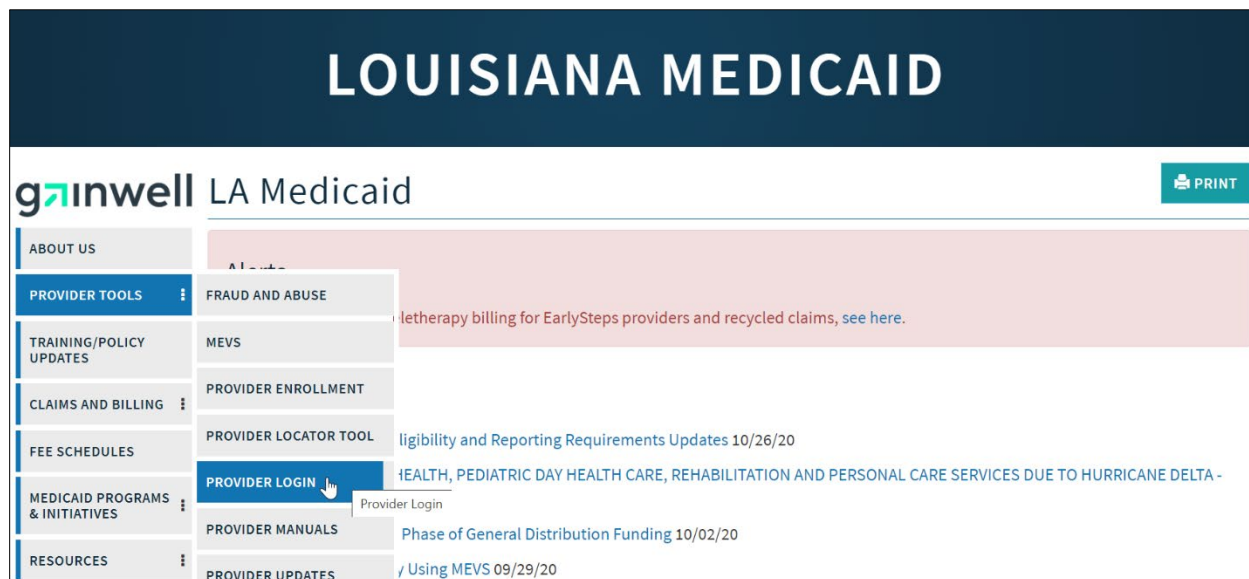 LOUISIANA MEDICAID
gainwell
LA Medicaid
PRINT
ABOUT US
PROVIDER TOOLS
TRAINING/POLICY
UPDATES
CLAIMS AND BILLING
FEE SCHEDULES
MEDICAID PROGRAMS
& INITIATIVES
RESOURCES
FRAUD AND ABUSE
MEVS
PROVIDER ENROLLMENT
PROVIDER LOCATOR TOOL
PROVIDER LOGIN
Provider Login
PROVIDER MANUALS
PROVIDER UPDATES
Alerts
letherapy billing for EarlySteps providers and recycled claims, see here.
ligibility and Reporting Requirements Updates 10/26/20
HEALTH, PEDIATRIC DAY HEALTH CARE, REHABILITATION AND PERSONAL CARE SERVICES DUE TO HURRICANE DELTA -
Phase of General Distribution Funding 10/02/20
y Using MEVS 09/29/20